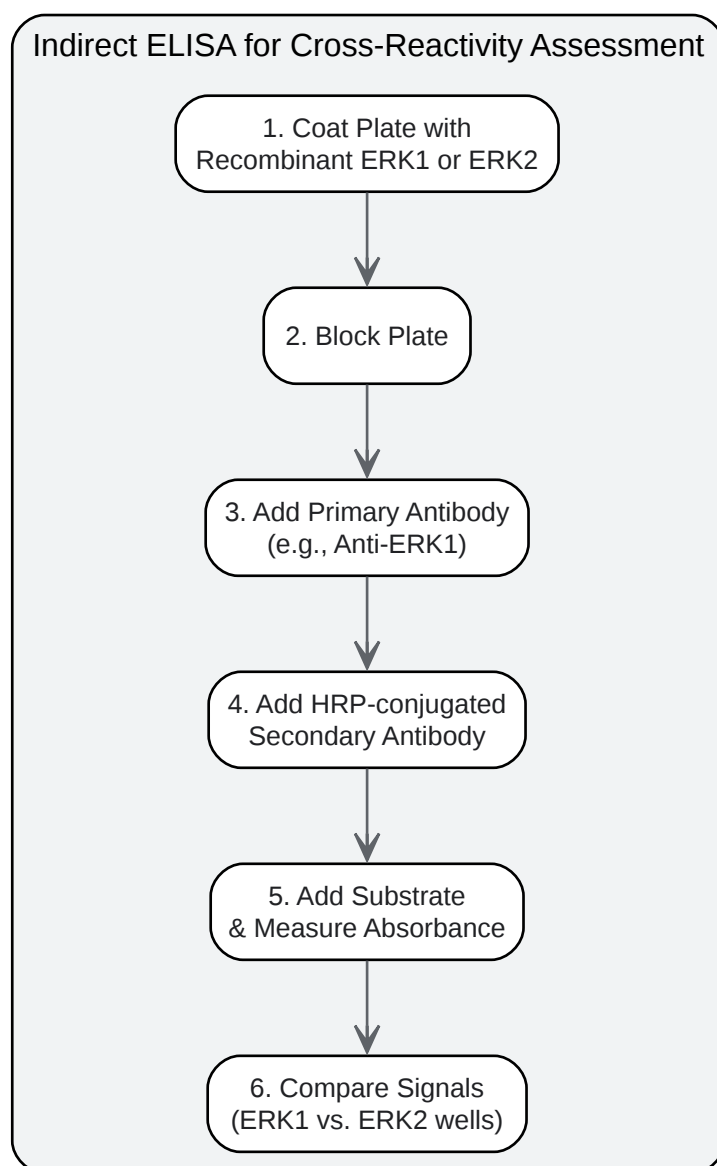 Indirect ELISA for Cross-Reactivity Assessment
1. Coat Plate with
Recombinant ERK1 or ERK2
2. Block Plate
3. Add Primary Antibody
(e.g., Anti-ERK1)
4. Add HRP-conjugated
Secondary Antibody
5. Add Substrate
& Measure Absorbance
6. Compare Signals
(ERK1 vs. ERK2 wells)